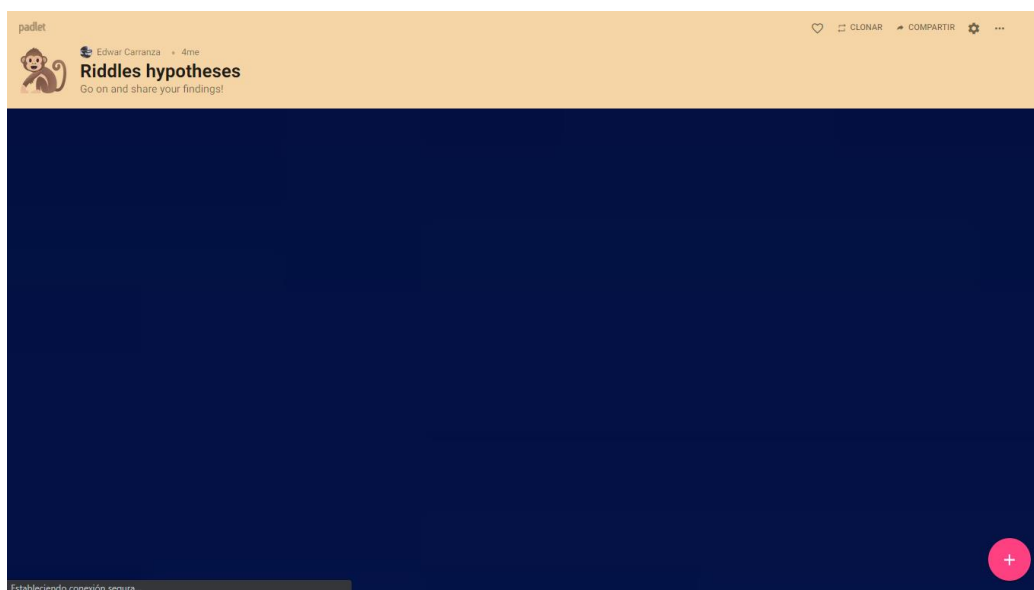 padlet
CLONAR COMPARTIR
Edwar Carranza • 4me
Riddles hypotheses
Go on and share your findings!
Estableciendo conexión segura